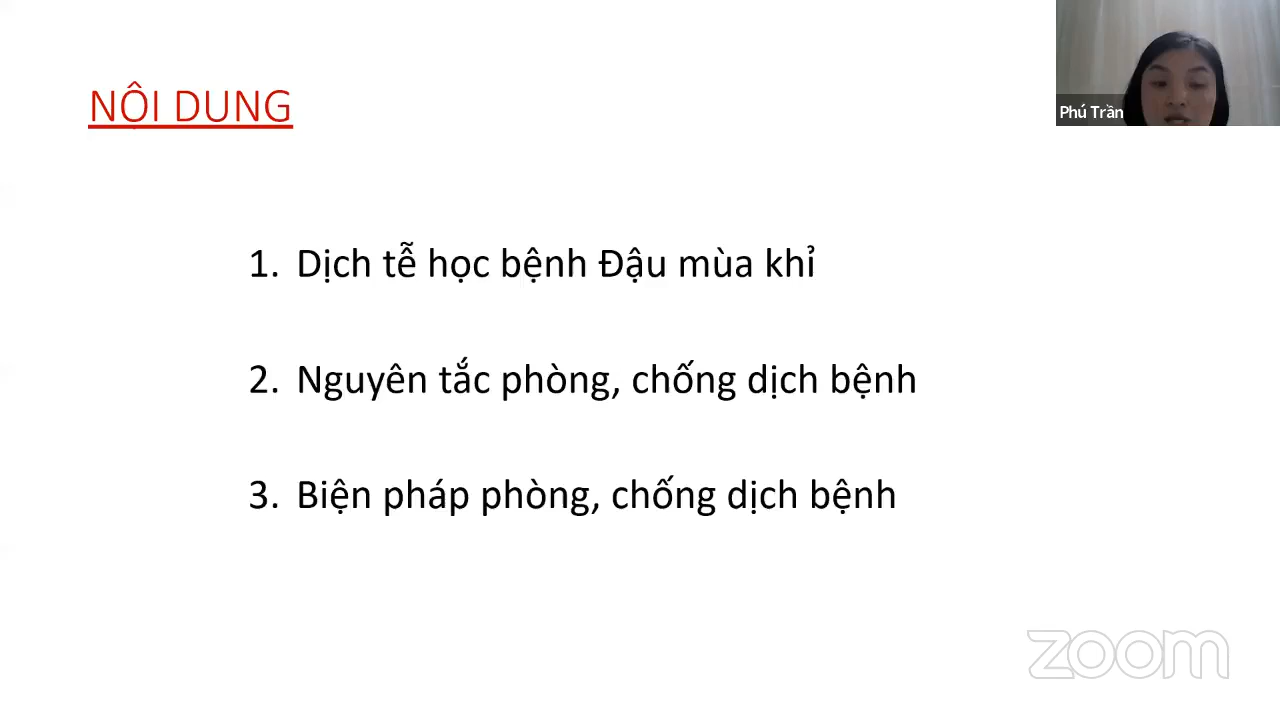 NỘI DUNG
Phú Trần
1. Dịch tễ học bệnh Đậu mùa khỉ
2. Nguyên tắc phòng, chống dịch bệnh
3. Biện pháp phòng, chống dịch bệnh
zoom